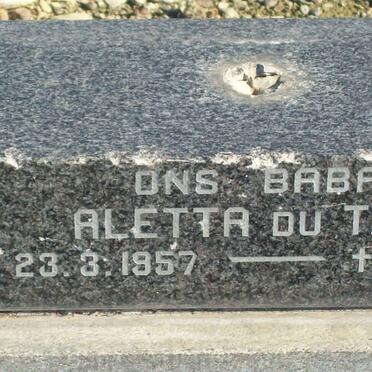 ONS BABA
ALETTA DU T
23.3.1957 — †